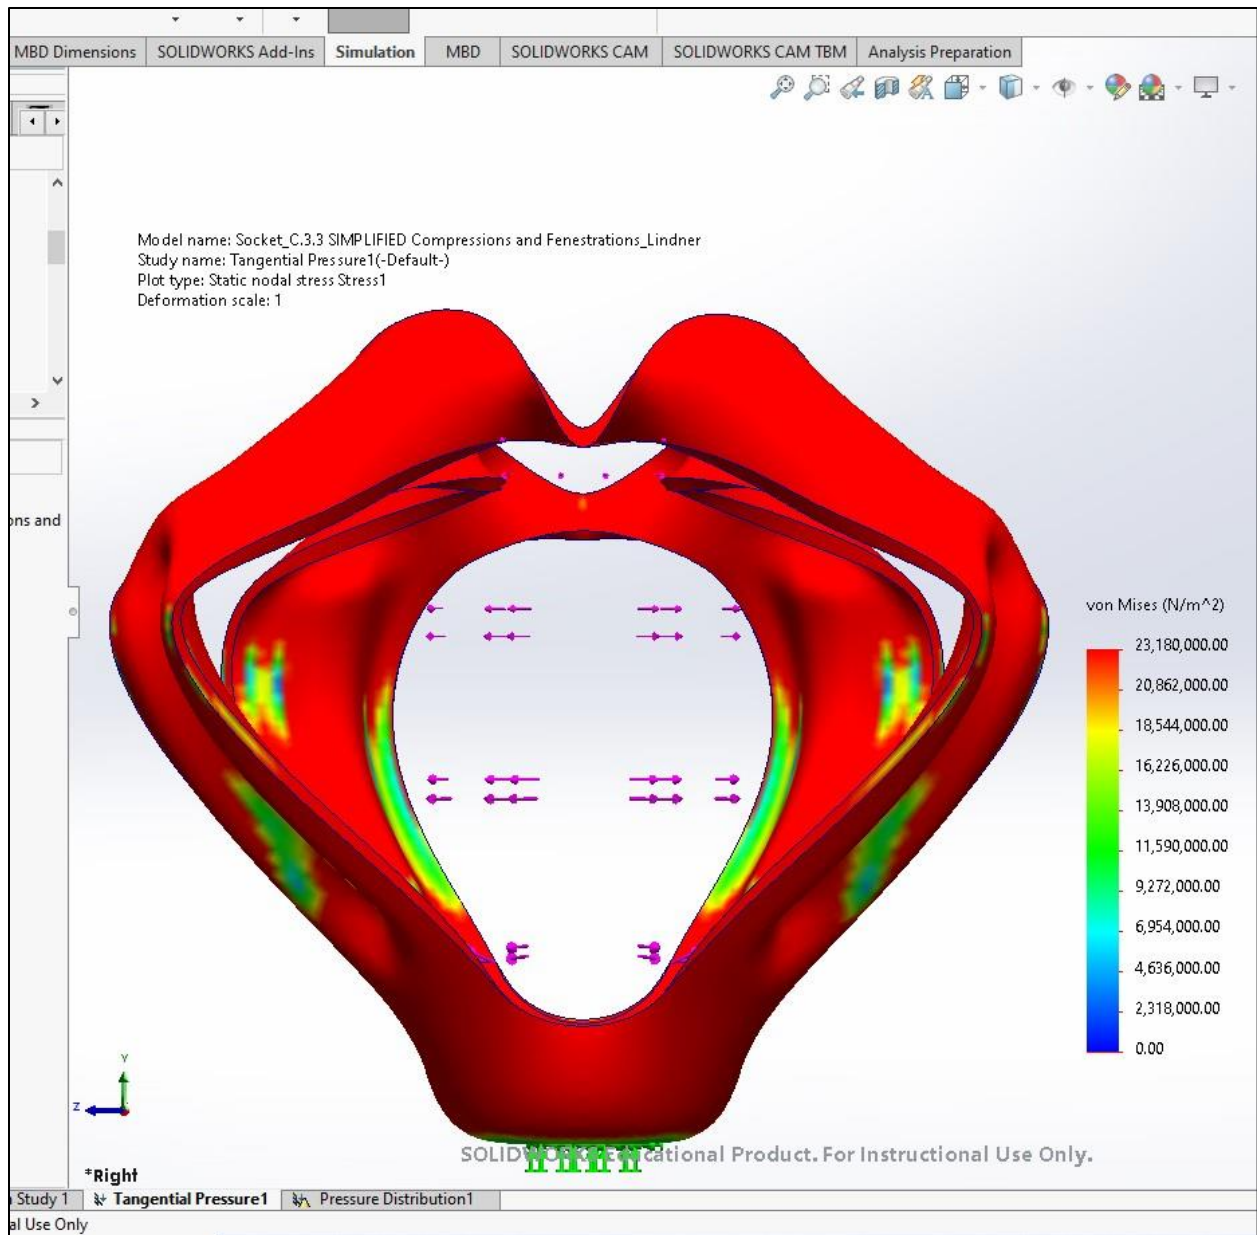 MBD Dimensions SOLIDWORKS Add-Ins Simulation MBD SOLIDWORKS CAM SOLIDWORKS CAM TBM Analysis Preparation
Model name: Socket_C.3.3 SIMPLIFIED Compressions and Fenestrations_Lindner
Study name: Tangential Pressure1(-Default-)
Plot type: Static nodal stress Stress1
Deformation scale: 1
ons and
von Mises (N/m^2)
23,180,000.00
20,862,000.00
18,544,000.00
16,226,000.00
13,908,000.00
11,590,000.00
9,272,000.00
6,954,000.00
4,636,000.00
2,318,000.00
0.00
Y
Z
SOLIDWORKS Educational Product. For Instructional Use Only.
*Right
Study 1 Tangential Pressure1 Pressure Distribution1
al Use Only